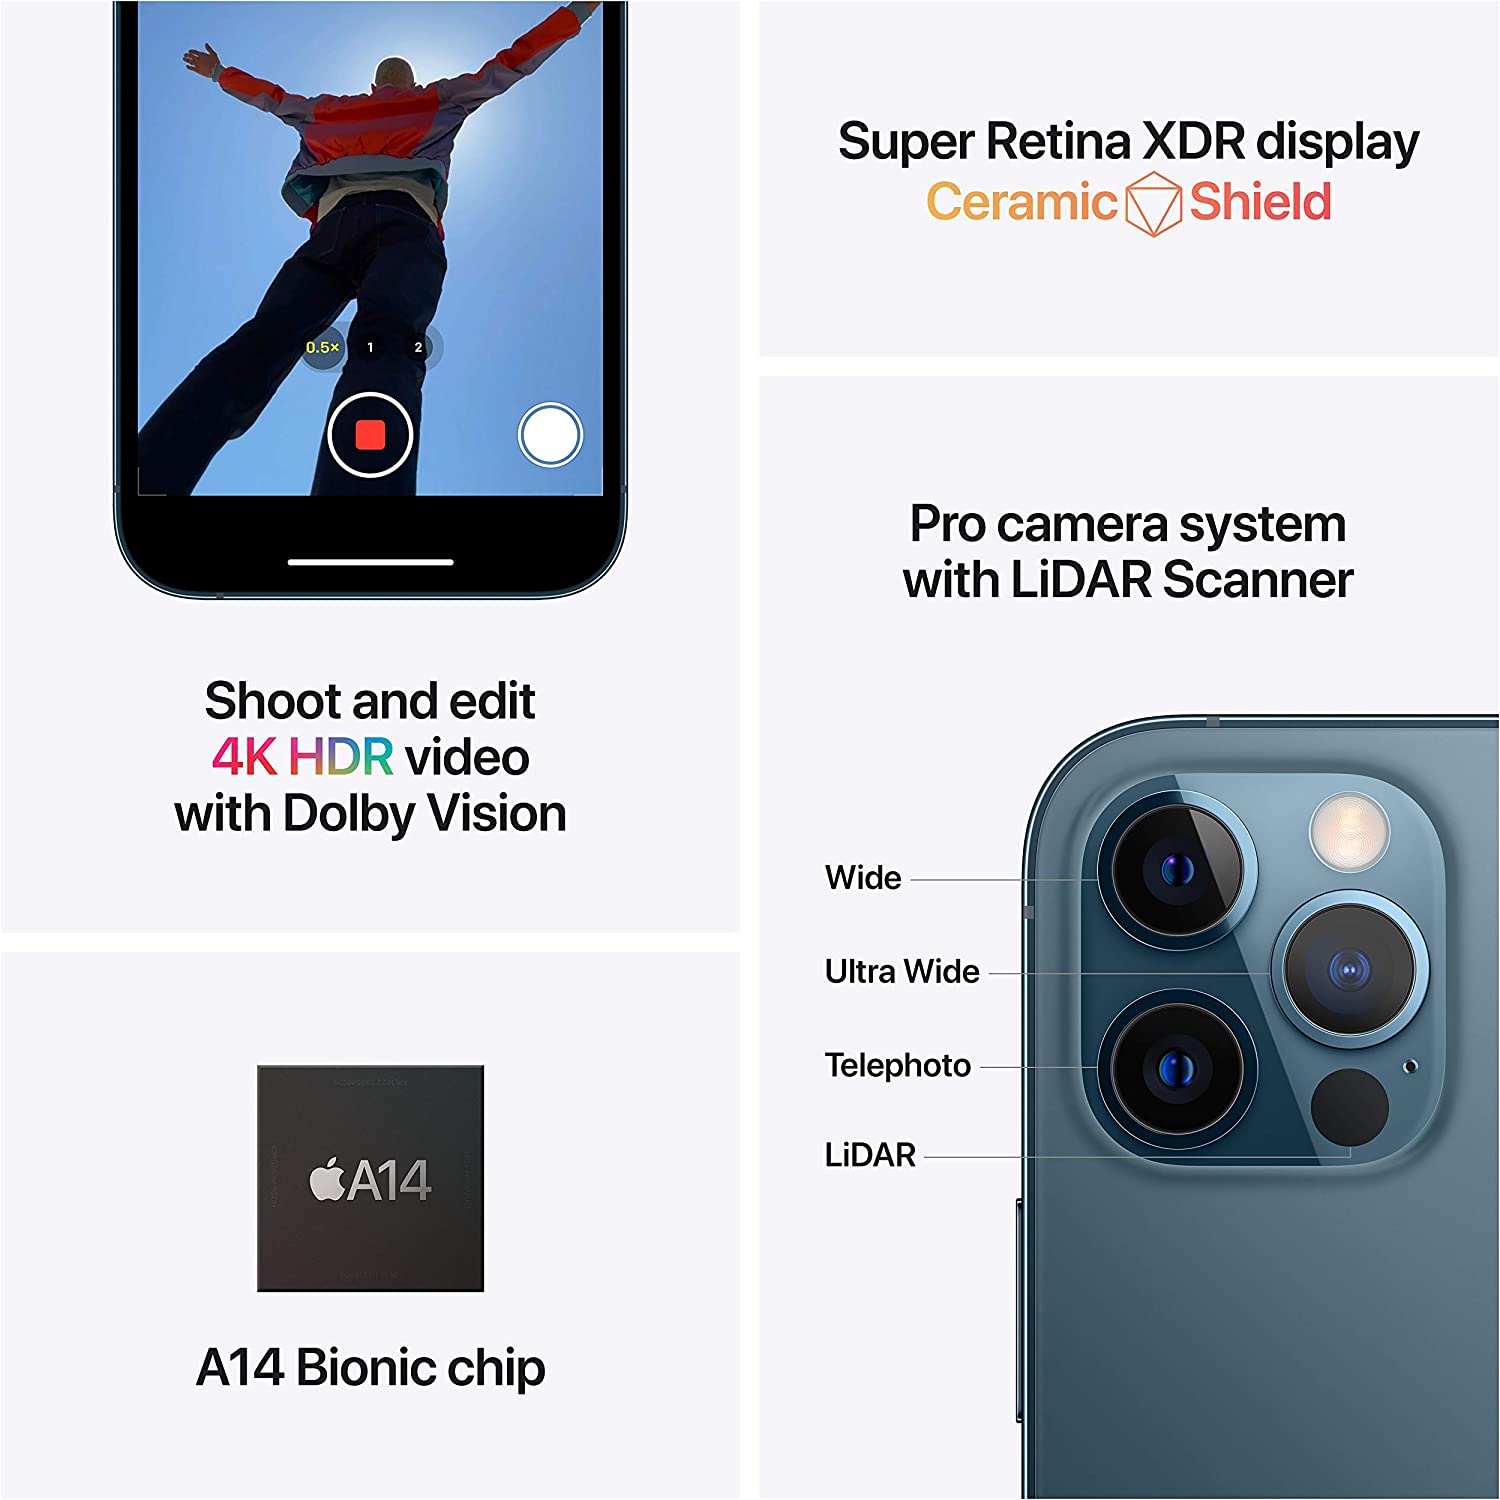 0.5× 1 2
Shoot and edit
4K HDR video
with Dolby Vision
A14
A14 Bionic chip
Super Retina XDR display
Ceramic Shield
Pro camera system
with LiDAR Scanner
Wide
Ultra Wide
Telephoto
LiDAR